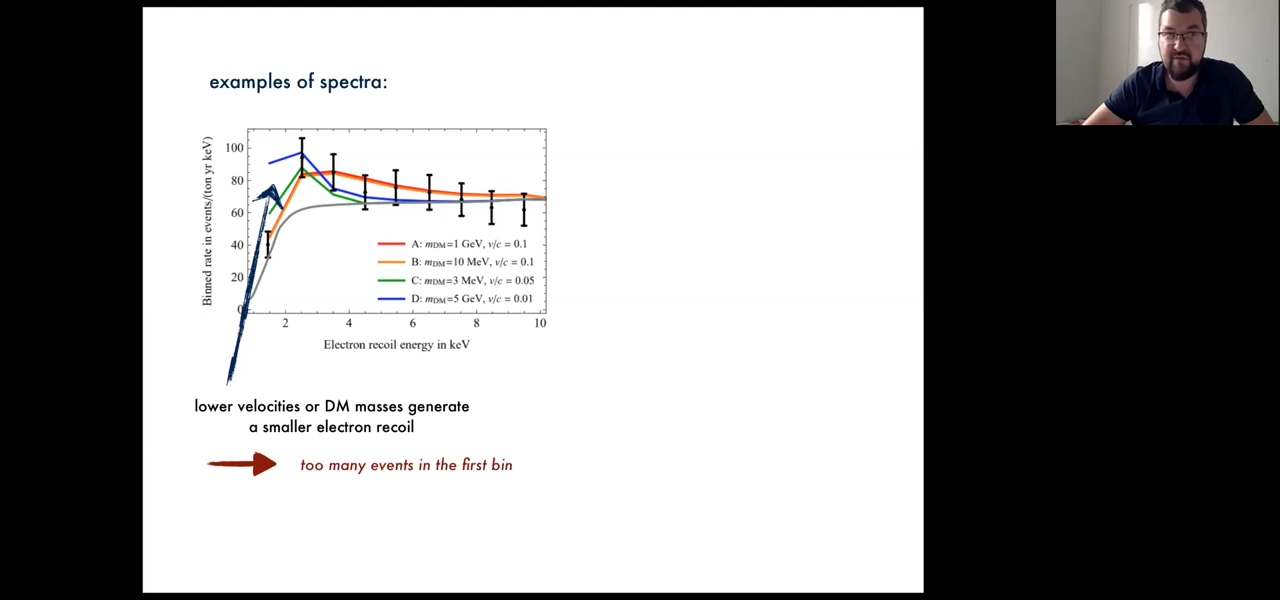 examples of spectra:
Binned rate in events/(ton yr keV)
100
80
60
40
20
0
A: mDM=1 GeV, v/c = 0.1
B: mDM=10 MeV, v/c = 0.1
C: mDM=3 MeV, v/c = 0.05
D: mDM=5 GeV, v/c = 0.01
2 4 6 8 10
Electron recoil energy in keV
lower velocities or DM masses generate
a smaller electron recoil
too many events in the first bin